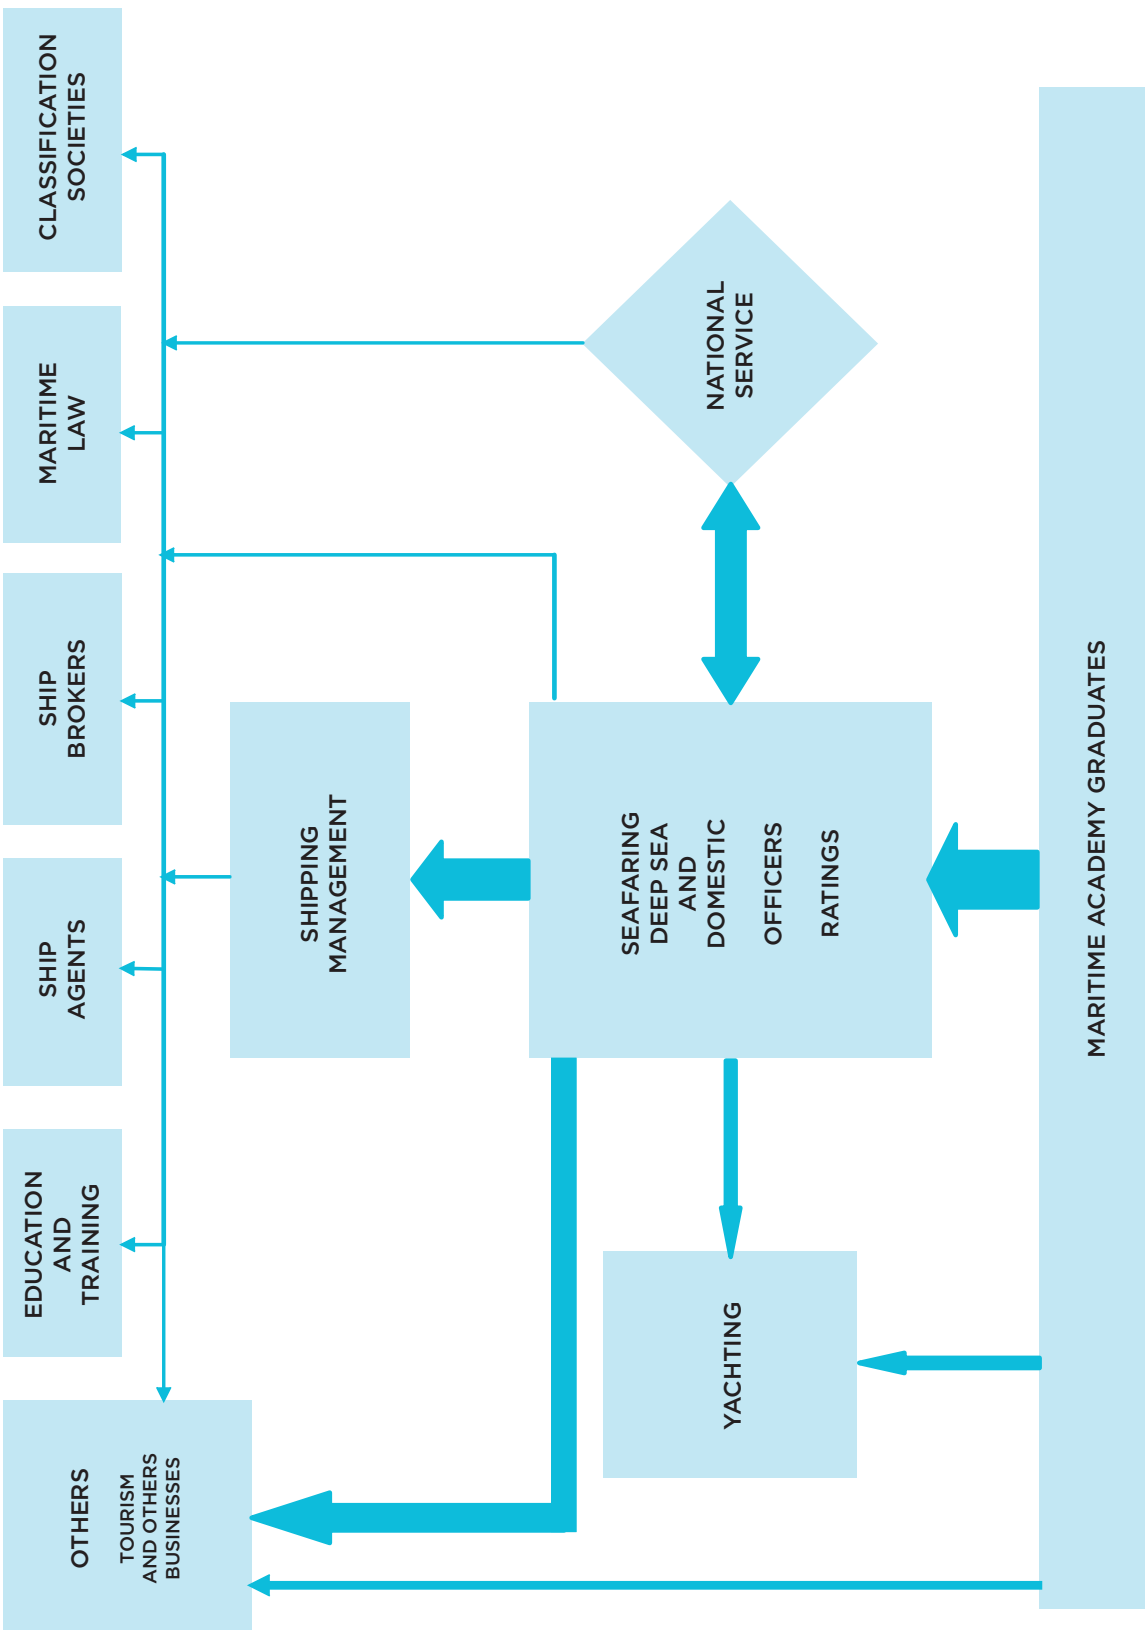 OTHERS
TOURISM
AND OTHERS
BUSINESSES
EDUCATION
AND
TRAINING
SHIP
AGENTS
SHIP
BROKERS
MARITIME
LAW
CLASSIFICATION
SOCIETIES
SHIPPING
MANAGEMENT
YACHTING
SEAFARING
DEEP SEA
AND
DOMESTIC
OFFICERS
RATINGS
NATIONAL
SERVICE
MARITIME ACADEMY GRADUATES